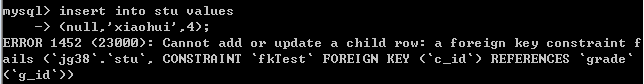 mysql> insert into stu values
    -> (null,'xiaohui',4);
ERROR 1452 (23000): Cannot add or update a child row: a foreign key constraint f
ails (`jg38`.`stu`, CONSTRAINT `fkTest` FOREIGN KEY (`c_id`) REFERENCES `grade`
(`g_id`))